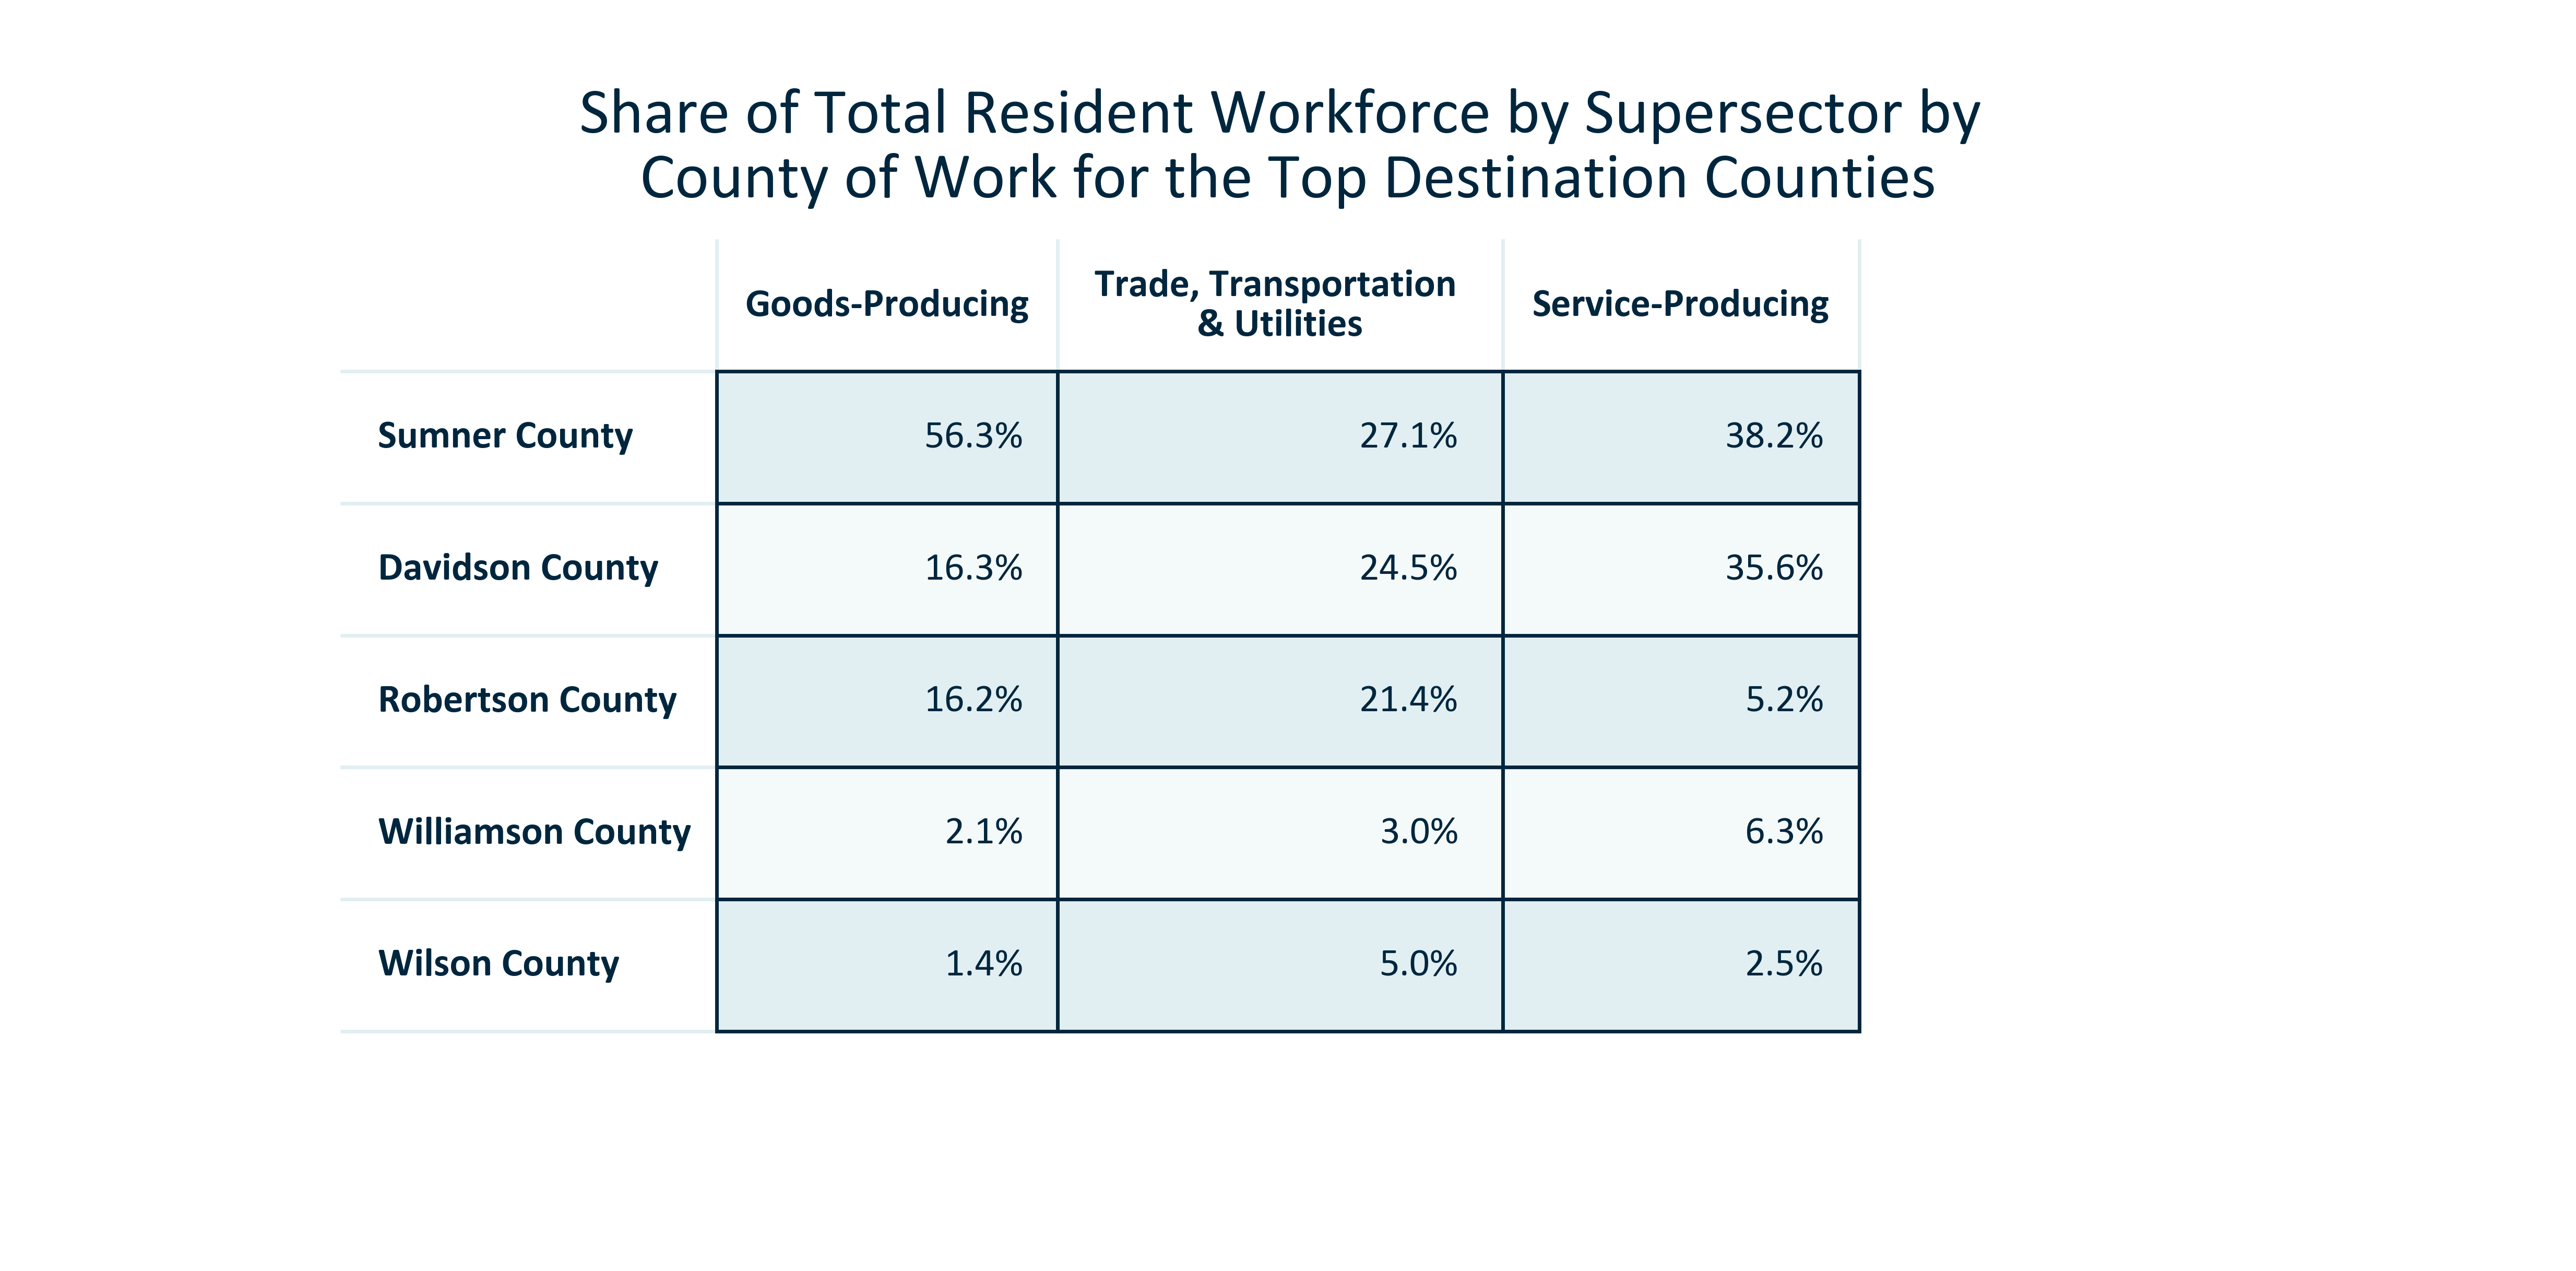 Share of Total Resident Workforce by Supersector by
County of Work for the Top Destination Counties
Goods-Producing
Trade, Transportation
& Utilities
Service-Producing
Sumner County 56.3% 27.1% 38.2%
Davidson County 16.3% 24.5% 35.6%
Robertson County 16.2% 21.4% 5.2%
Williamson County 2.1% 3.0% 6.3%
Wilson County 1.4% 5.0% 2.5%